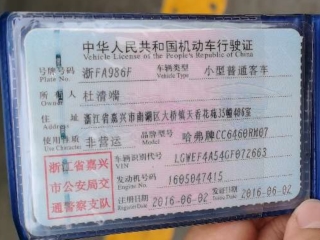 中华人民共和国机动车行驶证
Vehicle License of the People's Republic of China
号牌号码 浙FA986F 车辆类型 小型普通客车
Plate No. Vehicle Type
所有人 杜清喘
Owner
住址 浙江省嘉兴市南湖区大桥镇天香花苑35幢406室
Address
使用性质 非营运 品牌型号 哈弗牌CC6460RM07
Use Character Model
浙江省嘉兴市公安局交通警察支队
车辆识别代号 LGWEF4A54GF072663
VIN
发动机号码 1605047415
Engine No.
注册日期 2016-06-02 发证日期 2016-06-02
Register Date Issue Date